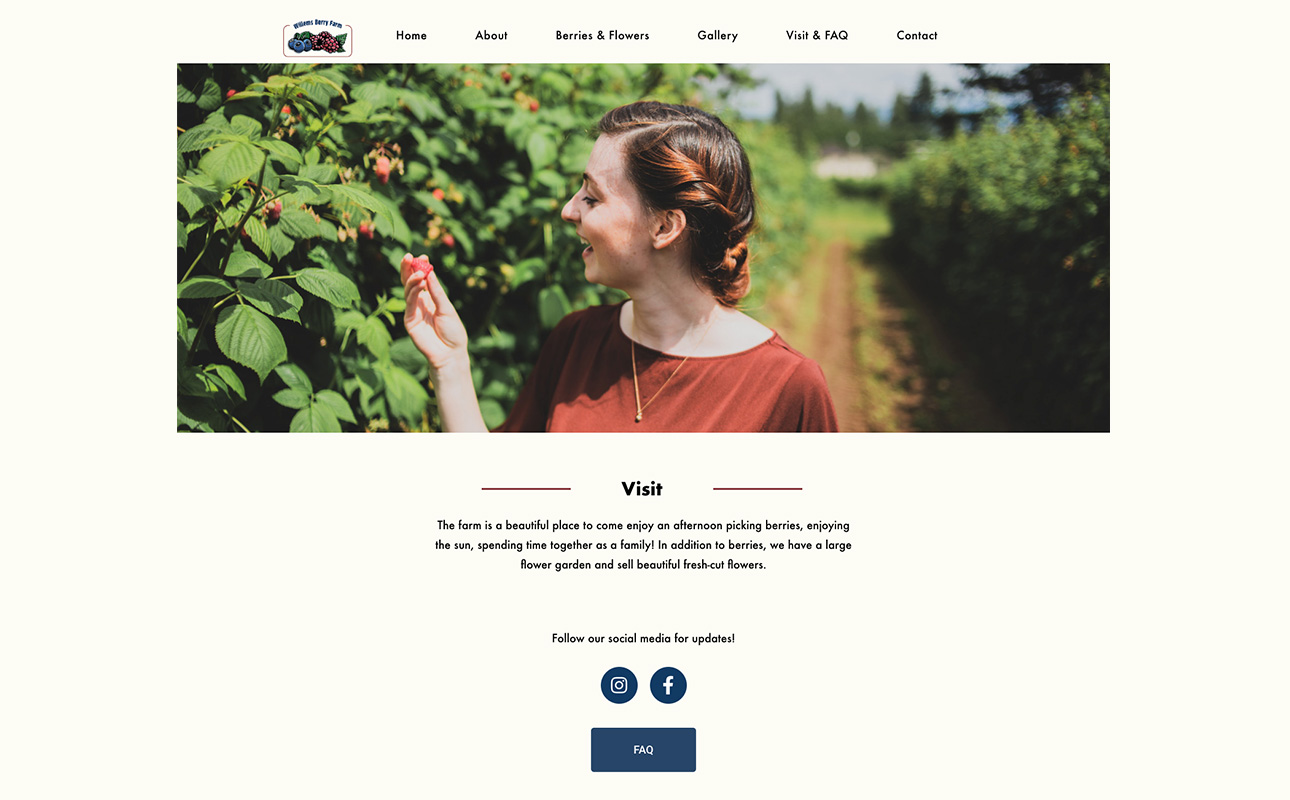 Willems Berry Farm
Home
About
Berries & Flowers
Gallery
Visit & FAQ
Contact
Visit
The farm is a beautiful place to come enjoy an afternoon picking berries, enjoying
the sun, spending time together as a family! In addition to berries, we have a large
flower garden and sell beautiful fresh-cut flowers.
Follow our social media for updates!
FAQ